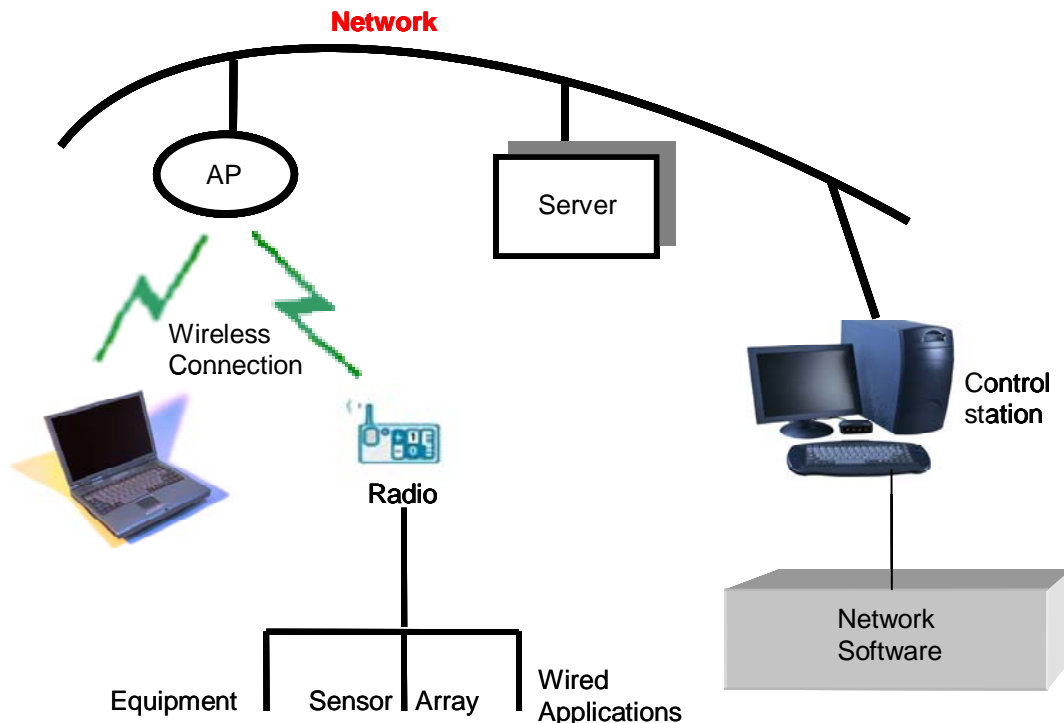 Network
AP
Server
Wireless
Connection
Control
station
Radio
Network
Software
Equipment
Sensor Array
Wired
Applications